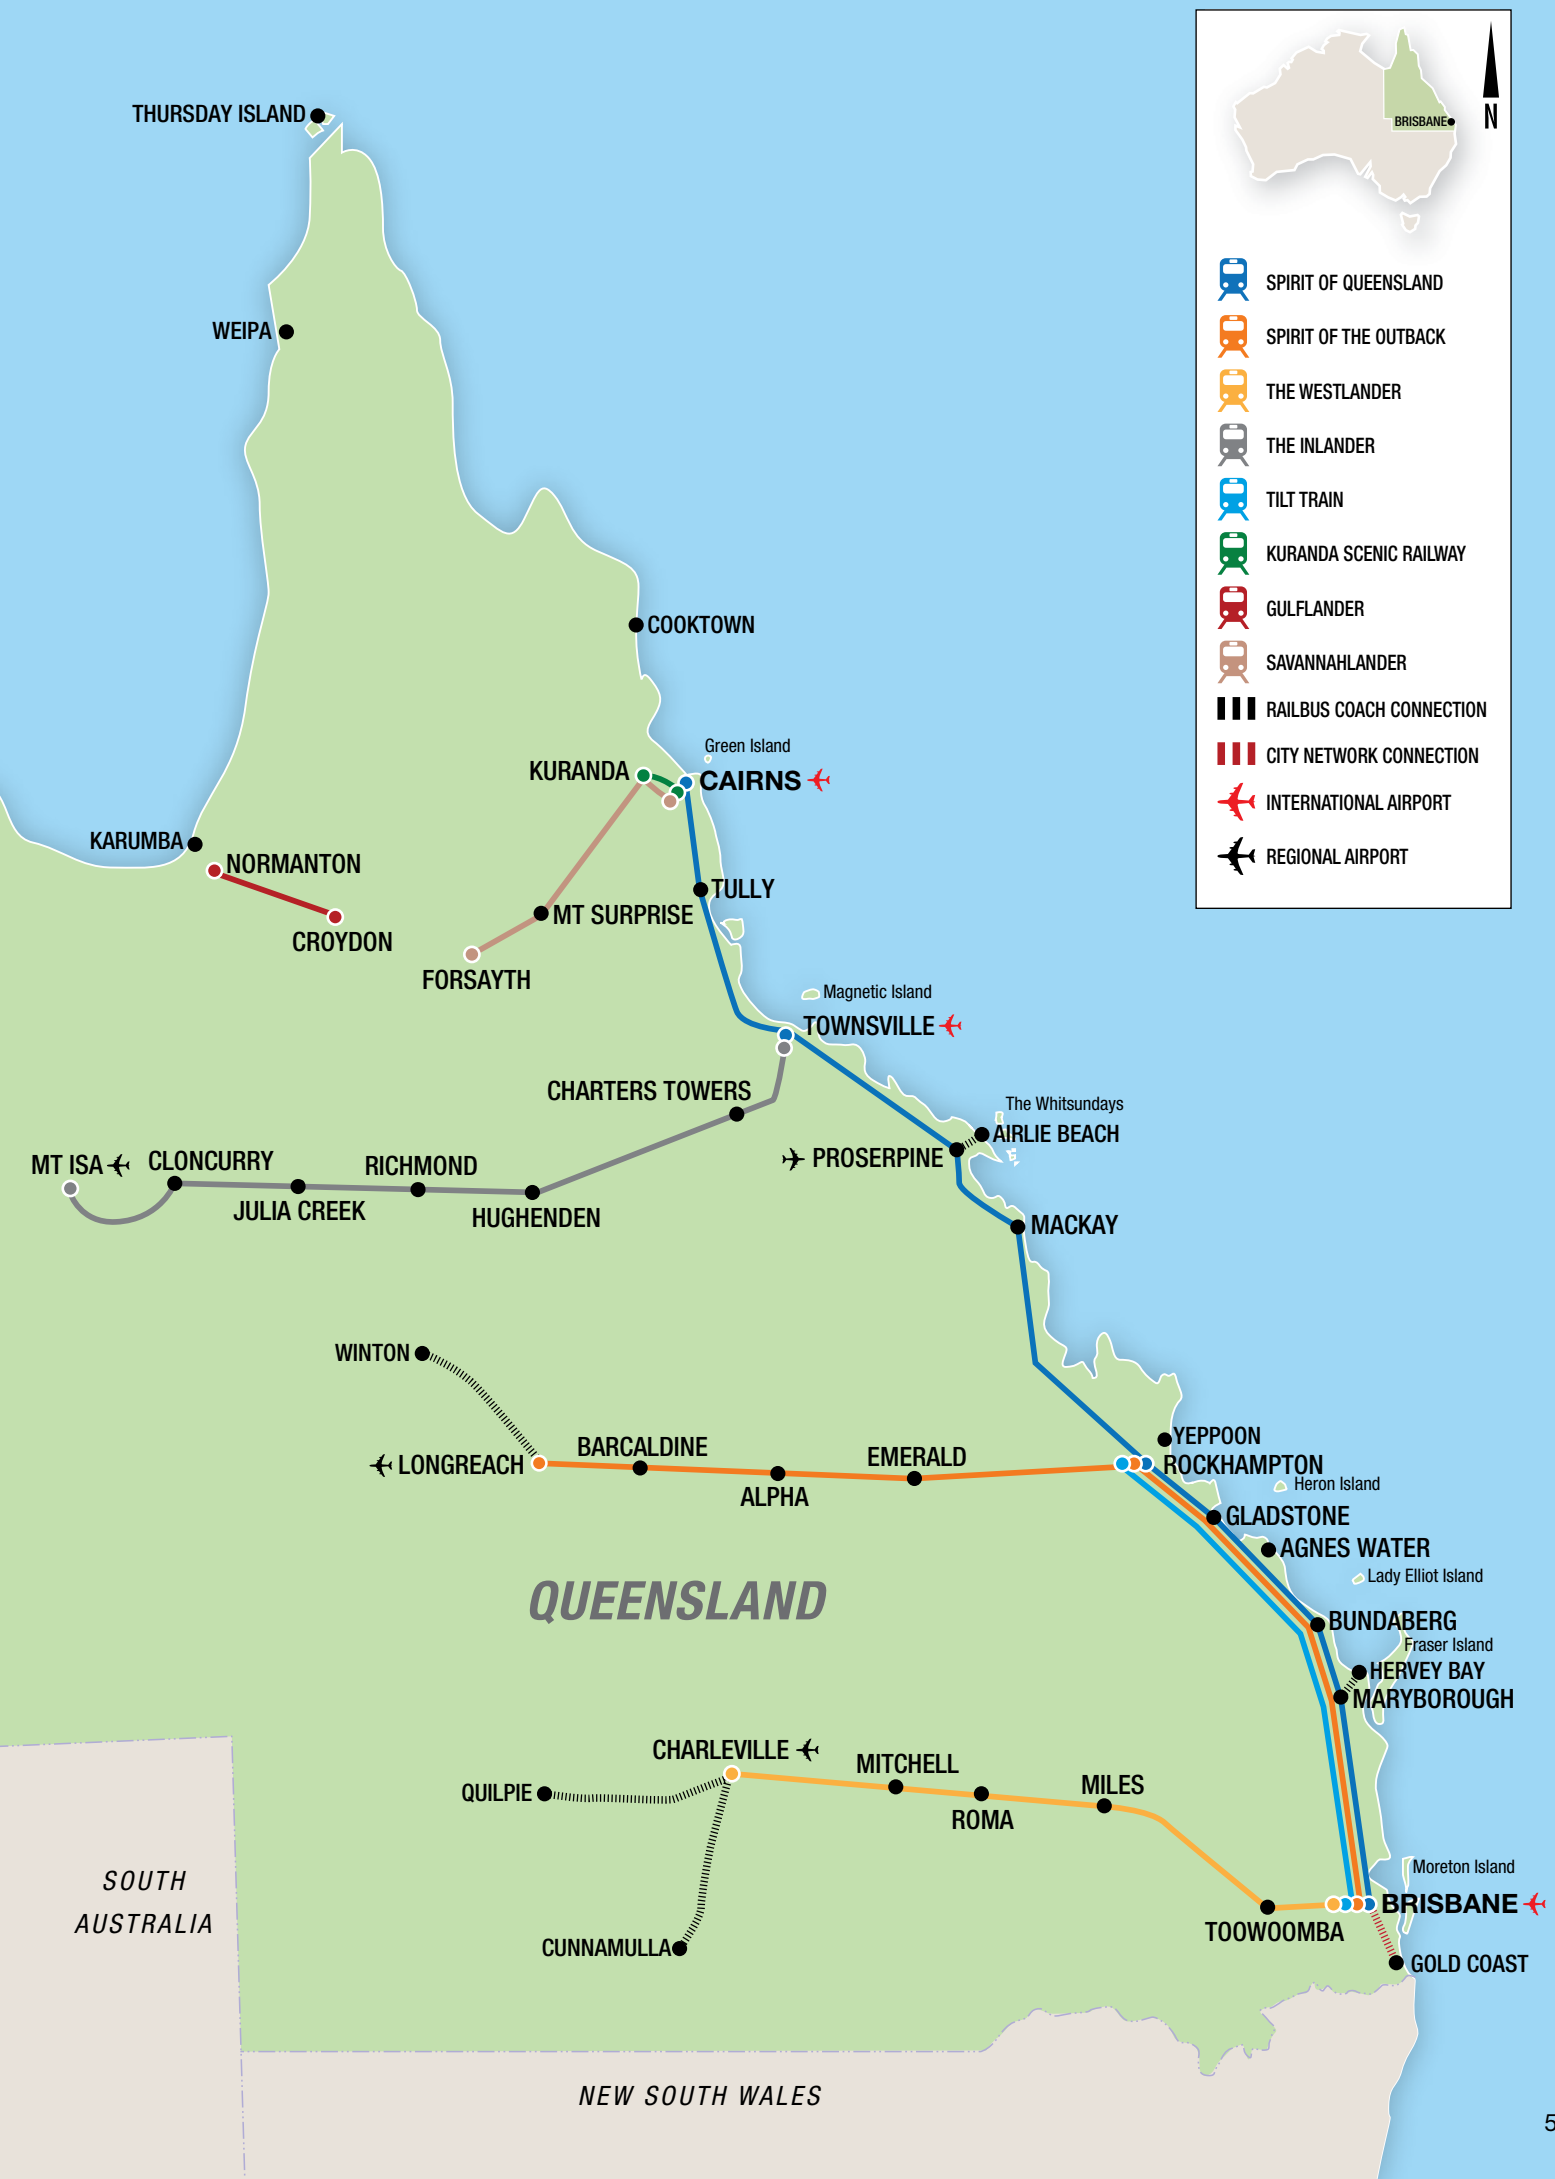 BRISBANE
N
SPIRIT OF QUEENSLAND
SPIRIT OF THE OUTBACK
THE WESTLANDER
THE INLANDER
TILT TRAIN
KURANDA SCENIC RAILWAY
GULFLANDER
SAVANNAHLANDER
RAILBUS COACH CONNECTION
CITY NETWORK CONNECTION
INTERNATIONAL AIRPORT
REGIONAL AIRPORT
THURSDAY ISLAND
WEIPA
COOKTOWN
Green Island
KURANDA
CAIRNS
KARUMBA
NORMANTON
TULLY
MT SURPRISE
CROYDON
FORSAYTH
Magnetic Island
TOWNSVILLE
CHARTERS TOWERS
The Whitsundays
AIRLIE BEACH
PROSERPINE
MT ISA
CLONCURRY
RICHMOND
JULIA CREEK
HUGHENDEN
MACKAY
WINTON
YEPPOON
BARCALDINE
EMERALD
LONGREACH
ROCKHAMPTON
Heron Island
ALPHA
GLADSTONE
AGNES WATER
Lady Elliot Island
QUEENSLAND
BUNDABERG
Fraser Island
HERVEY BAY
MARYBOROUGH
CHARLEVILLE
MITCHELL
MILES
QUILPIE
ROMA
Moreton Island
SOUTH
AUSTRALIA
BRISBANE
TOOWOOMBA
CUNNAMULLA
GOLD COAST
NEW SOUTH WALES
5